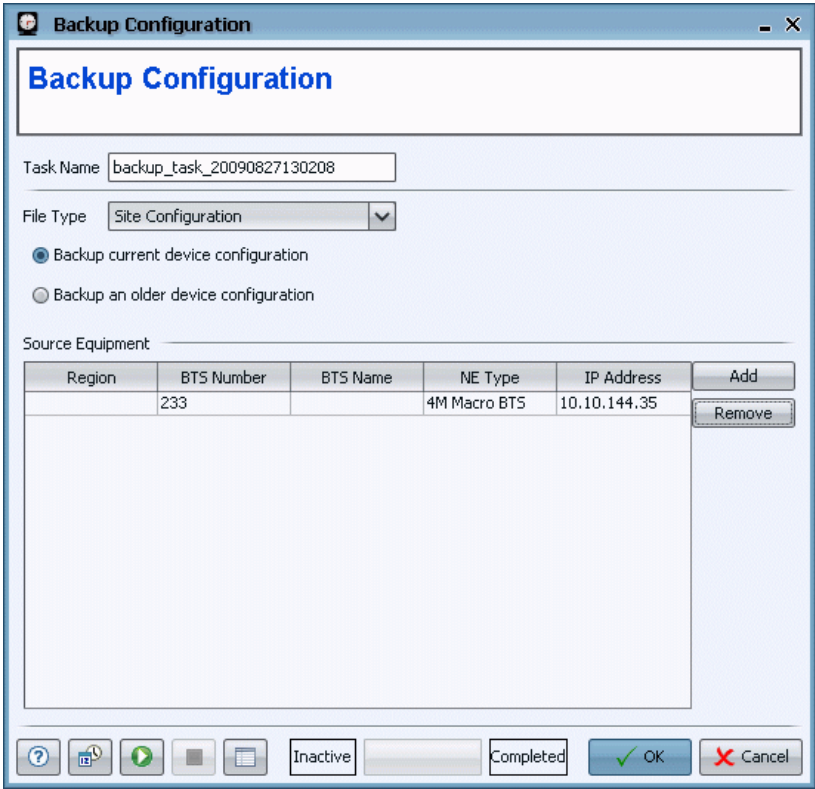 Backup Configuration
Backup Configuration
Task Name backup_task_20090827130208
File Type Site Configuration
Backup current device configuration
Backup an older device configuration
Source Equipment
Region BTS Number BTS Name NE Type IP Address Add
233 4M Macro BTS 10.10.144.35 Remove
? 12 Inactive Completed OK Cancel